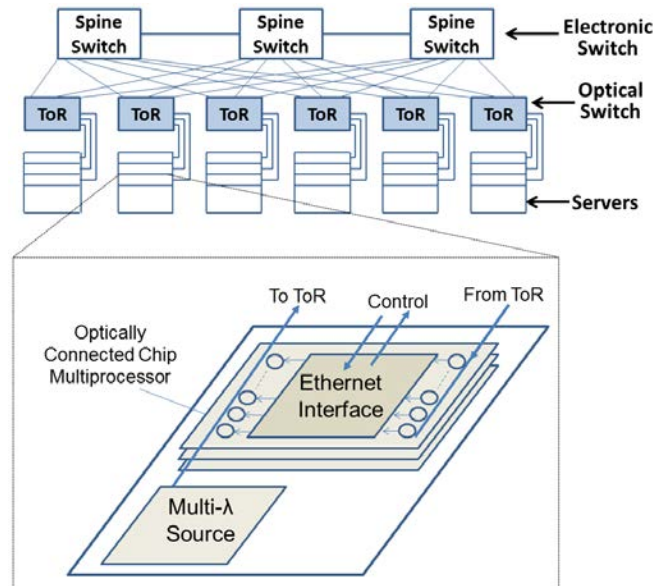 Spine
Switch
Spine
Switch
Spine
Switch
Electronic
Switch
ToR
ToR
ToR
ToR
ToR
ToR
Optical
Switch
Servers
To ToR
Control
From ToR
Optically
Connected Chip
Multiprocessor
Ethernet
Interface
Multi-λ
Source